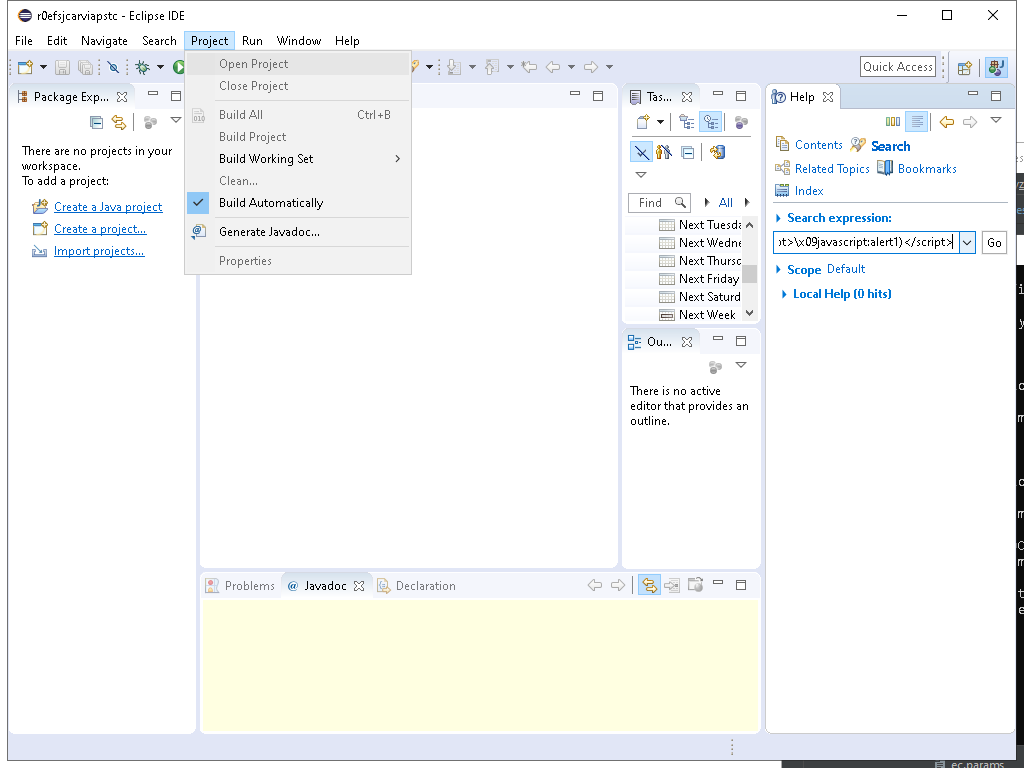 r0efsjcarviapstc - Eclipse IDE
File Edit Navigate Search Project Run Window Help
Quick Access
Open Project
Close Project
Build All Ctrl+B
Build Project
Build Working Set
Clean...
Build Automatically
Generate Javadoc...
Properties
Package Exp...
There are no projects in your
workspace.
To add a project:
Create a Java project
Create a project...
Import projects...
Tas...
Find All
Next Tuesda
Next Wedne
Next Thursc
Next Friday
Next Saturd
Next Week
Ou...
There is no active
editor that provides an
outline.
Help
Contents Search
Related Topics Bookmarks
Index
Search expression:
ot>\x09javascript:alert1)</script> Go
Scope Default
Local Help (0 hits)
Problems @ Javadoc Declaration
ec.params